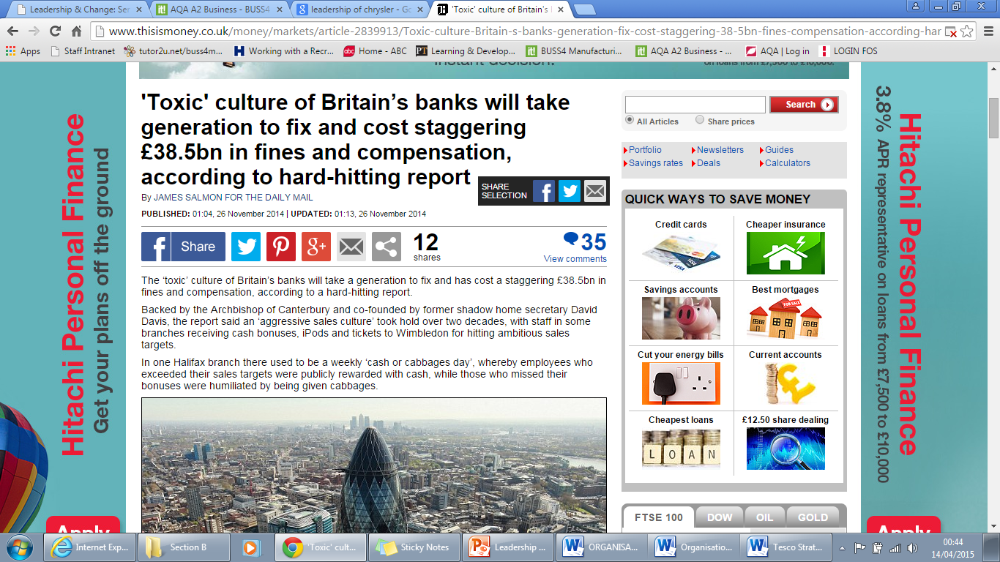 Leadership & Change: Ser
AQA A2 Business - BUSS4
leadership of chrysler - Go
'Toxic' culture of Britain's
www.thisismoney.co.uk/money/markets/article-2839913/Toxic-culture-Britain-s-banks-generation-fix-cost-staggering-38-5bn-fines-compensation-according-har
Apps
Staff Intranet
tutor2u.net/buss4m...
Working with a Recr...
Home - ABC
Learning & Develop...
BUSS4 Manufacturi...
AQA A2 Business - ...
AQA | Log in
LOGIN FOS
'Toxic' culture of Britain's banks will take
generation to fix and cost staggering
£38.5bn in fines and compensation,
according to hard-hitting report
SHARE
SELECTION
By JAMES SALMON FOR THE DAILY MAIL
PUBLISHED: 01:04, 26 November 2014 | UPDATED: 01:13, 26 November 2014
Share
12
shares
35
View comments
The 'toxic' culture of Britain's banks will take a generation to fix and has cost a staggering £38.5bn in
fines and compensation, according to a hard-hitting report.
Backed by the Archbishop of Canterbury and co-founded by former shadow home secretary David
Davis, the report said an 'aggressive sales culture' took hold over two decades, with staff in some
branches receiving cash bonuses, iPods and tickets to Wimbledon for hitting ambitious sales
targets.
In one Halifax branch there used to be a weekly 'cash or cabbages day', whereby employees who
exceeded their sales targets were publicly rewarded with cash, while those who missed their
bonuses were humiliated by being given cabbages.
Search
All Articles
Share prices
Portfolio
Newsletters
Guides
Savings rates
Deals
Calculators
QUICK WAYS TO SAVE MONEY
Credit cards
Cheaper insurance
VISA
VISA
Savings accounts
Best mortgages
FOR SALE
Cut your energy bills
Current accounts
Cheapest loans
£12.50 share dealing
LOAN
FTSE 100
DOW
OIL
GOLD
Hitachi Personal Finance
Get your plans off the ground
Apply
Hitachi Personal Finance
3.8% APR representative on loans from £7,500 to £10,000
Apply
Internet Exp...
Section B
'Toxic' cult...
Sticky Notes
Leadership ...
ORGANISA...
Organisatio...
Tesco Strat...
00:44
14/04/2015